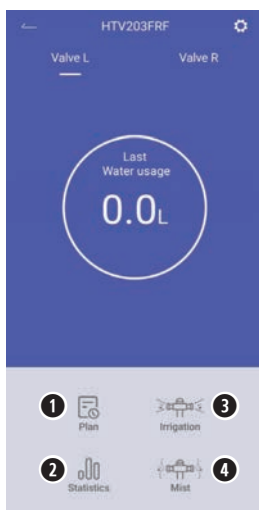 HTV203FRF
Valve L Valve R
Last
Water usage
0.0L
1 Plan
3 Irrigation
2 Statistics
4 Mist